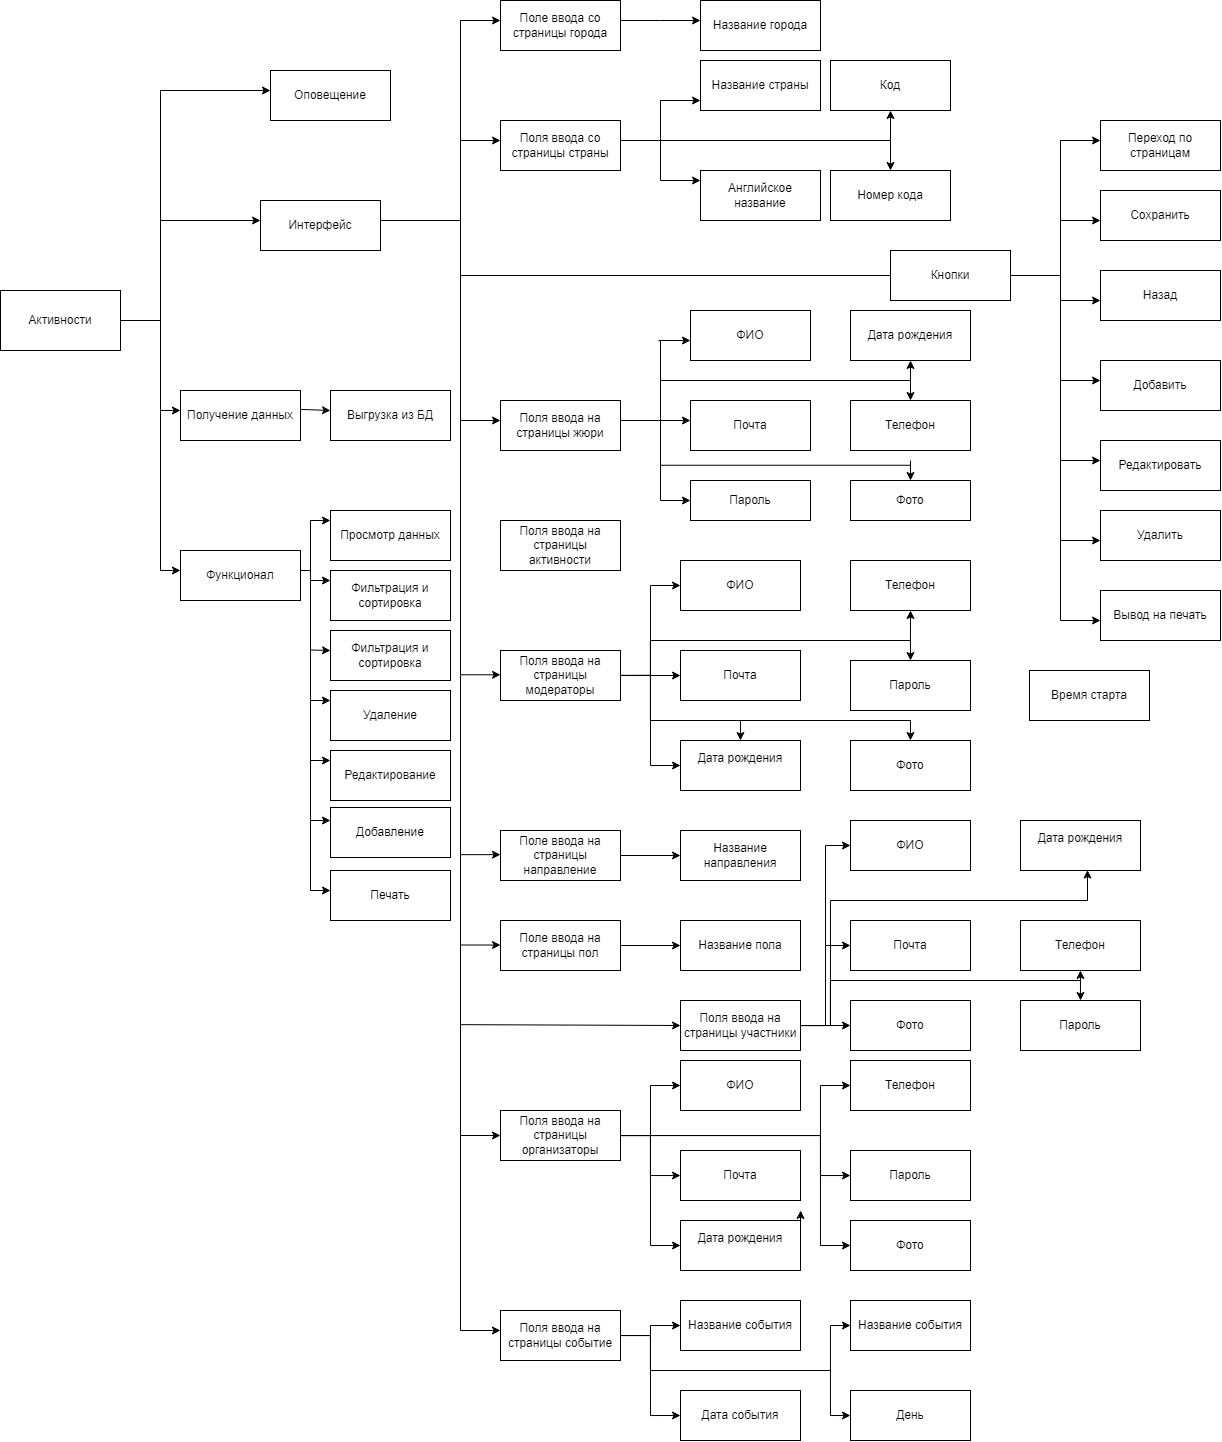 Поле ввода со
страницы города
Название города
Оповещение
Название страны
Код
Поля ввода со
страницы страны
Переход по
страницам
Английское
название
Номер кода
Сохранить
Интерфейс
Кнопки
Назад
Активности
ФИО
Дата рождения
Добавить
Получение данных
Выгрузка из БД
Поля ввода на
страницы жюри
Почта
Телефон
Редактировать
Пароль
Фото
Просмотр данных
Поля ввода на
страницы
активности
Удалить
Функционал
Фильтрация и
сортировка
ФИО
Телефон
Вывод на печать
Фильтрация и
сортировка
Поля ввода на
страницы
модераторы
Почта
Пароль
Время старта
Удаление
Редактирование
Дата рождения
Фото
Добавление
Поле ввода на
страницы
направление
Название
направления
ФИО
Дата рождения
Печать
Поле ввода на
страницы пол
Название пола
Почта
Телефон
Поля ввода на
страницы участники
Фото
Пароль
ФИО
Телефон
Поля ввода на
страницы
организаторы
Почта
Пароль
Дата рождения
Фото
Поля ввода на
страницы событие
Название события
Название события
Дата события
День